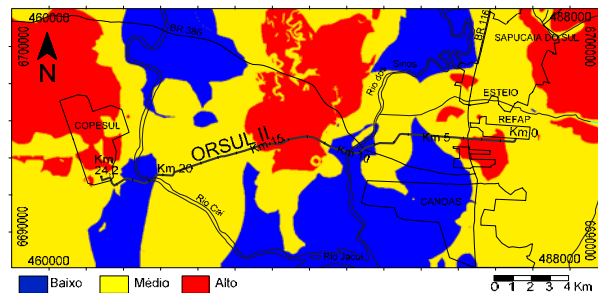 460000
488000
6700000
6700000
N
BR 386
BR 116
SAPUCAIA DO SUL
Rio dos Sinos
ESTEIO
COPESUL
REFAP
Km 0
ORSUL II
Km 15
Km 5
Km 10
Km 24,2
Km 20
Rio Caí
CANOAS
6690000
6690000
460000
488000
Baixo
Médio
Alto
0 1 2 3 4 Km